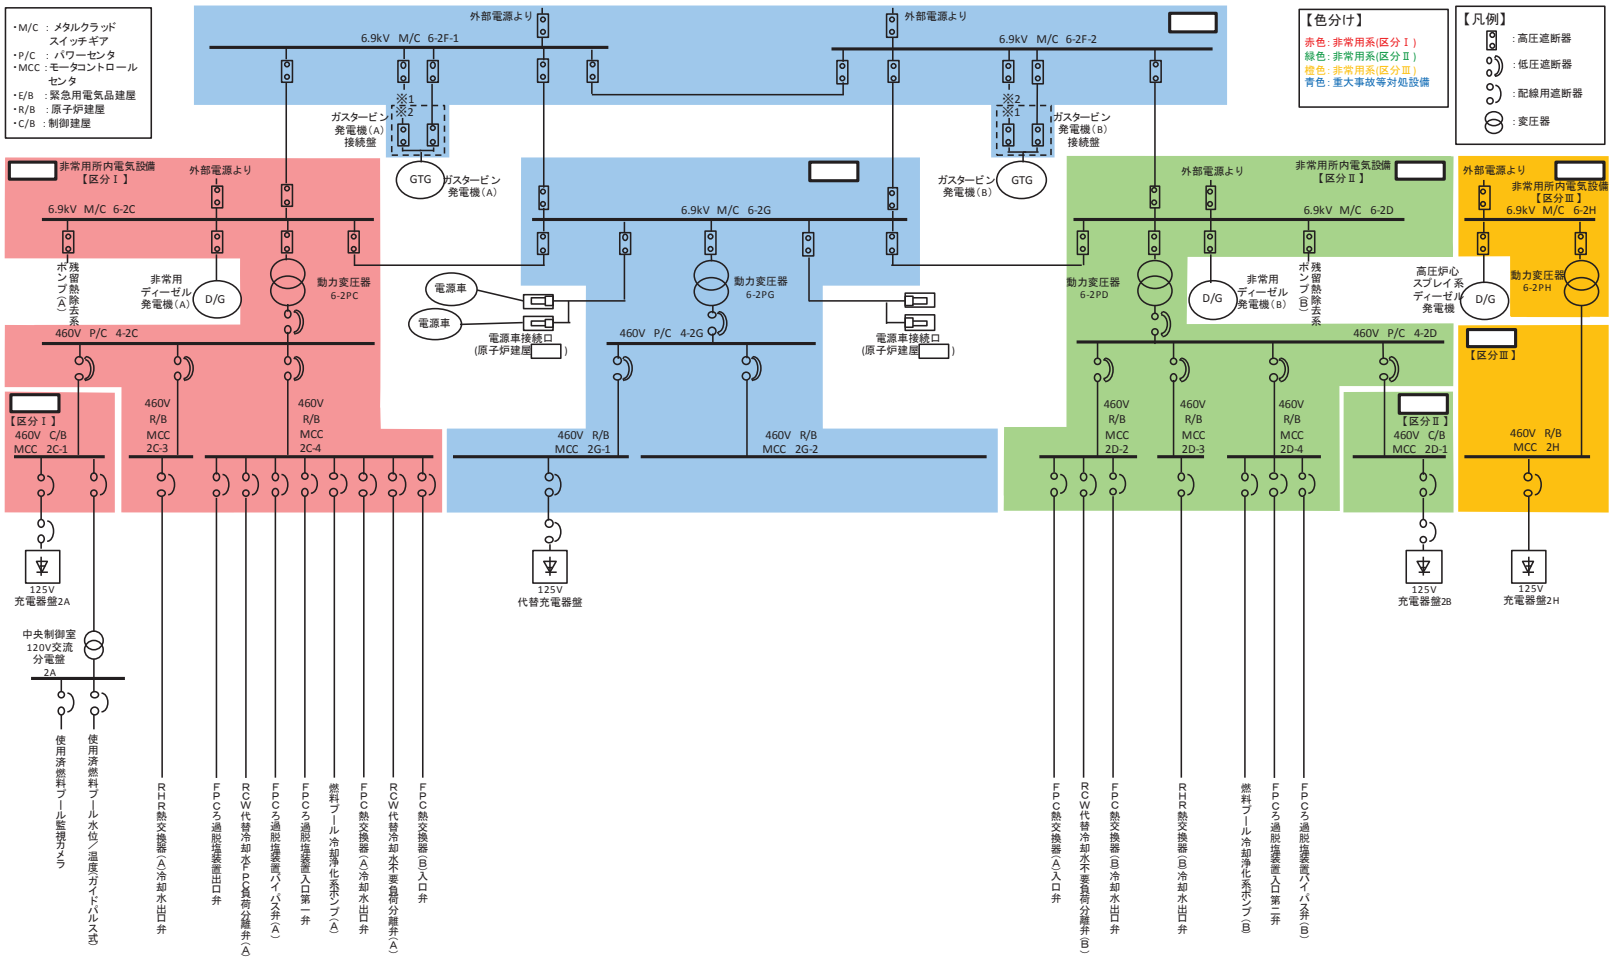 ・M/C : メタルクラッド
スイッチギア
・P/C : パワーセンタ
・MCC : モータコントロール
センタ
・E/B : 緊急用電気品建屋
・R/B : 原子炉建屋
・C/B : 制御建屋
外部電源より
6.9kV M/C 6-2F-1
外部電源より
6.9kV M/C 6-2F-2
【色分け】
赤色: 非常用系(区分Ⅰ)
緑色: 非常用系(区分Ⅱ)
橙色: 非常用系(区分Ⅲ)
青色: 重大事故等対処設備
【凡例】
: 高圧遮断器
: 低圧遮断器
: 配線用遮断器
: 変圧器
※1
※2
ガスタービン
発電機(A)
接続盤
GTG
ガスタービン
発電機(A)
※2
※1
ガスタービン
発電機(B)
接続盤
GTG
ガスタービン
発電機(B)
非常用所内電気設備
【区分Ⅰ】
外部電源より
6.9kV M/C 6-2C
残留熱除去系
ポンプ(A)
非常用
ディーゼル
発電機(A)
D/G
動力変圧器
6-2PC
460V P/C 4-2C
6.9kV M/C 6-2G
電源車
電源車
動力変圧器
6-2PG
電源車接続口
(原子炉建屋 )
460V P/C 4-2G
電源車接続口
(原子炉建屋 )
外部電源より
非常用所内電気設備
【区分Ⅱ】
6.9kV M/C 6-2D
動力変圧器
6-2PD
D/G
非常用
ディーゼル
発電機(B)
残留熱除去系
ポンプ(B)
460V P/C 4-2D
外部電源より
非常用所内電気設備
【区分Ⅲ】
6.9kV M/C 6-2H
高圧炉心
スプレイ系
ディーゼル
発電機
D/G
動力変圧器
6-2PH
【区分Ⅲ】
【区分Ⅰ】
460V C/B
MCC 2C-1
460V
R/B
MCC
2C-3
460V
R/B
MCC
2C-4
460V R/B
MCC 2G-1
460V R/B
MCC 2G-2
460V
R/B
MCC
2D-2
460V
R/B
MCC
2D-3
460V
R/B
MCC
2D-4
【区分Ⅱ】
460V C/B
MCC 2D-1
460V R/B
MCC 2H
125V
充電器盤2A
125V
代替充電器盤
125V
充電器盤2B
125V
充電器盤2H
中央制御室
120V交流
分電盤
2A
使用済燃料プール監視カメラ
使用済燃料プール水位/温度(ガイドパルス式)
RHR熱交換器(A)冷却水出口弁
FPCろ過脱塩装置出口弁
RCW代替冷却水FPC負荷分離弁(A)
FPCろ過脱塩装置バイパス弁(A)
FPCろ過脱塩装置入口第一弁
燃料プール冷却浄化系ポンプ(A)
FPC熱交換器(A)冷却水出口弁
RCW代替冷却水不要負荷分離弁(A)
FPC熱交換器(B)入口弁
FPC熱交換器(A)入口弁
RCW代替冷却水不要負荷分離弁(B)
FPC熱交換器(B)冷却水出口弁
RHR熱交換器(B)冷却水出口弁
燃料プール冷却浄化系ポンプ(B)
FPCろ過脱塩装置入口第二弁
FPCろ過脱塩装置バイパス弁(B)